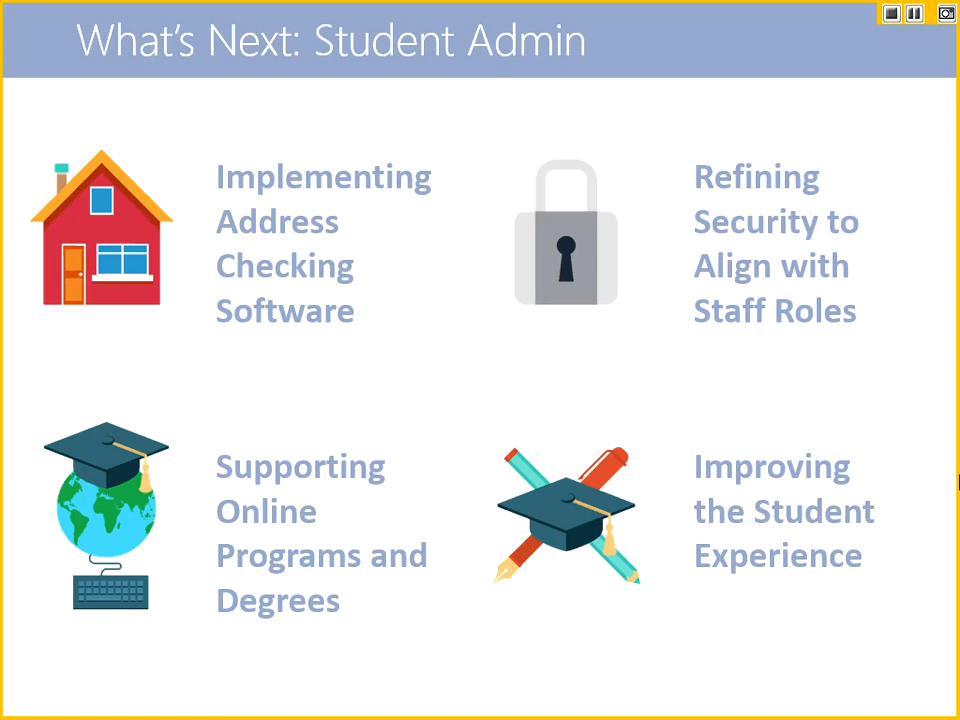 What's Next: Student Admin
Implementing
Address
Checking
Software
Refining
Security to
Align with
Staff Roles
Supporting
Online
Programs and
Degrees
Improving
the Student
Experience